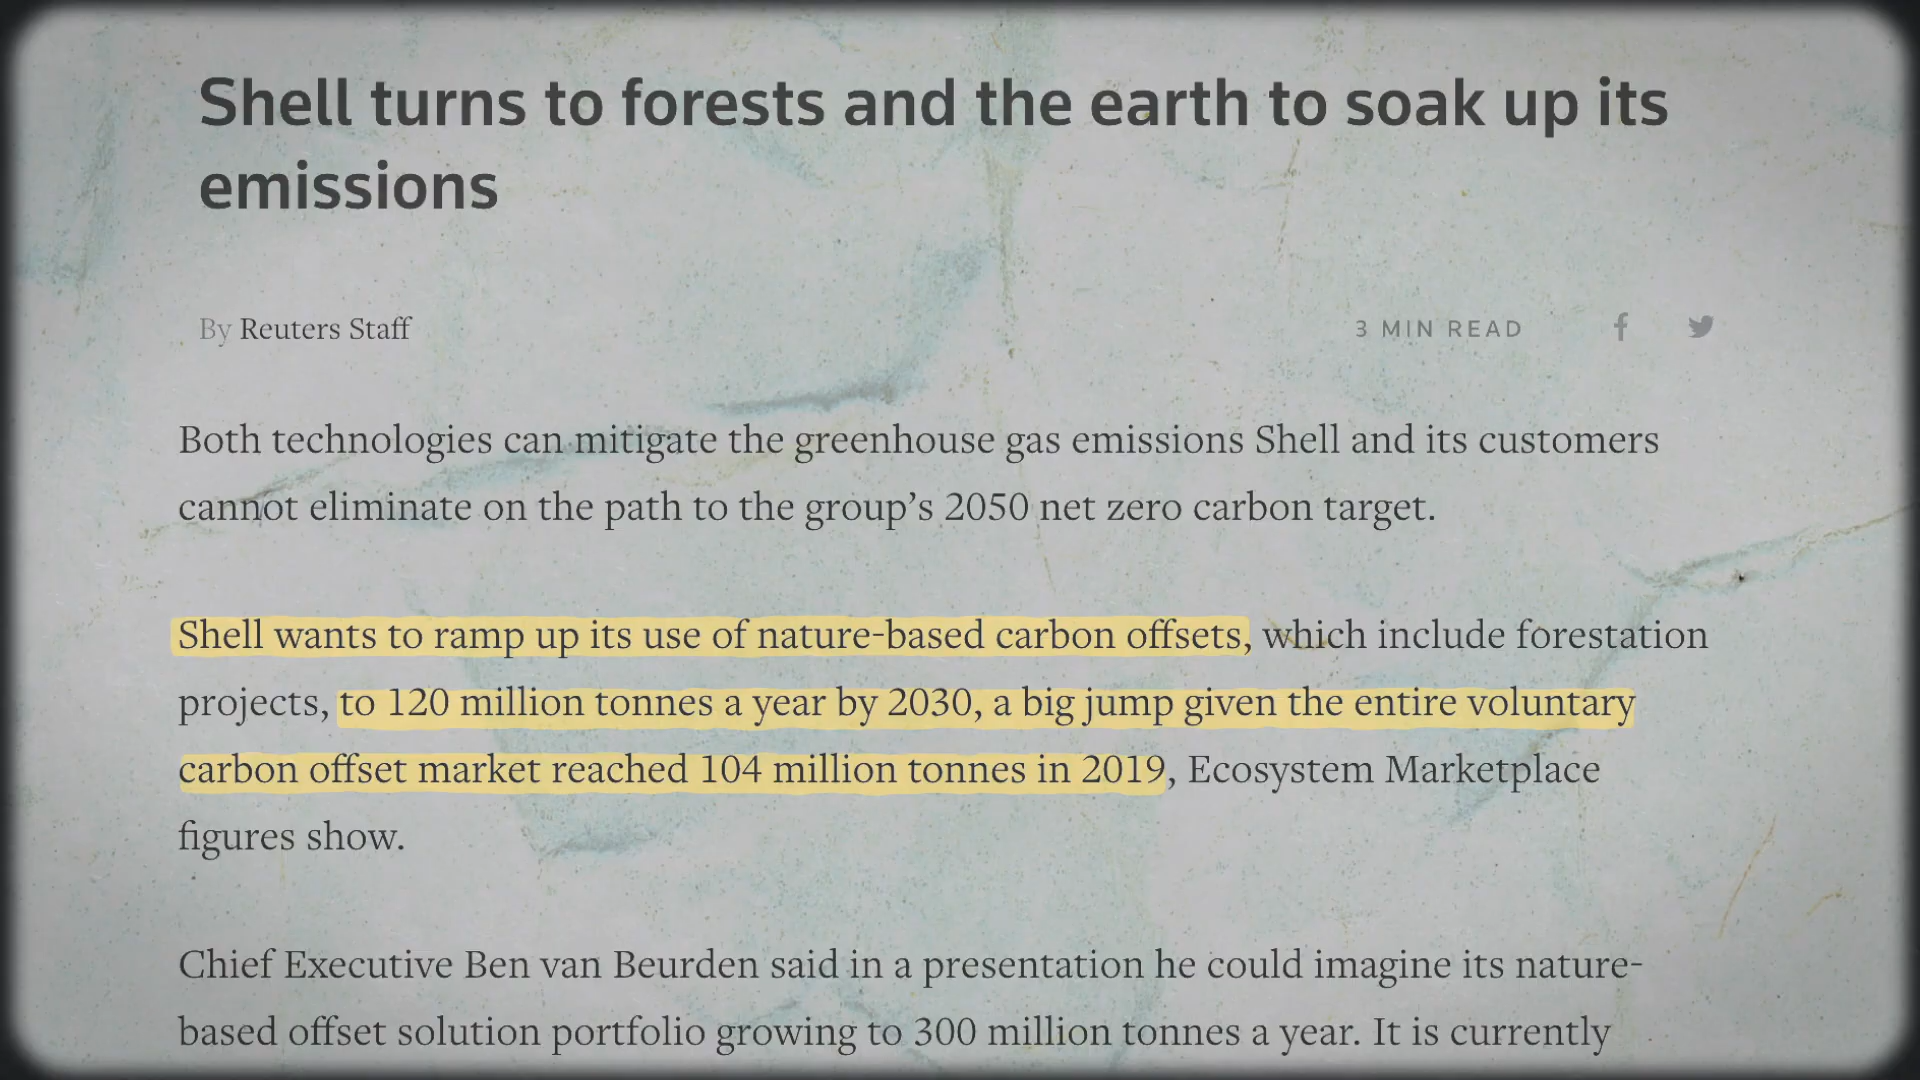 Shell turns to forests and the earth to soak up its
emissions
By Reuters Staff
3 MIN READ
Both technologies can mitigate the greenhouse gas emissions Shell and its customers
cannot eliminate on the path to the group’s 2050 net zero carbon target.
Shell wants to ramp up its use of nature-based carbon offsets, which include forestation
projects, to 120 million tonnes a year by 2030, a big jump given the entire voluntary
carbon offset market reached 104 million tonnes in 2019, Ecosystem Marketplace
figures show.
Chief Executive Ben van Beurden said in a presentation he could imagine its nature-
based offset solution portfolio growing to 300 million tonnes a year. It is currently